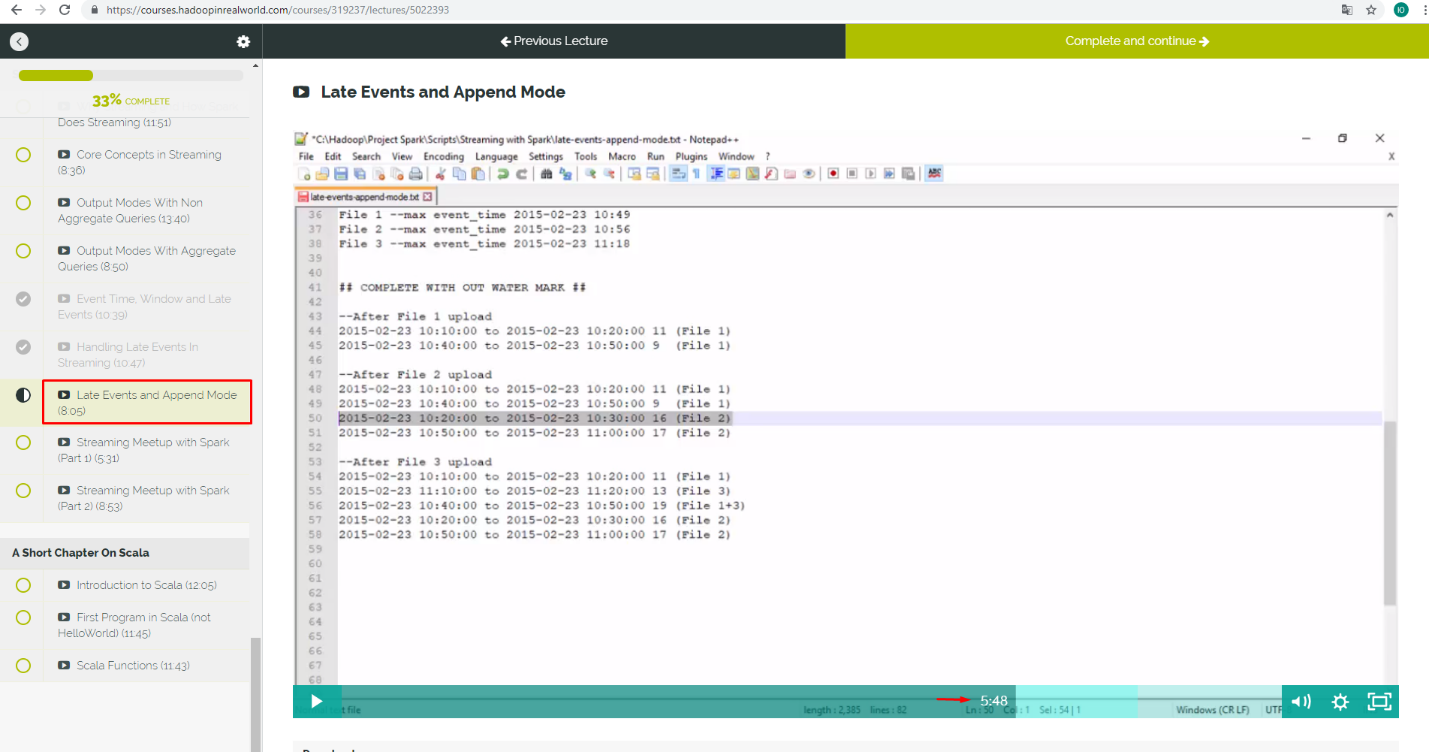 https://courses.hadoopinrealworld.com/courses/319237/lectures/5022393
IO
Previous Lecture
Complete and continue
33% COMPLETE
Does Streaming (11:51)
Core Concepts in Streaming
(8:36)
Output Modes With Non
Aggregate Queries (13:40)
Output Modes With Aggregate
Queries (8:50)
Event Time, Window and Late
Events (10:39)
Handling Late Events In
Streaming (10:47)
Late Events and Append Mode
(8:05)
Streaming Meetup with Spark
(Part 1) (5:31)
Streaming Meetup with Spark
(Part 2) (8:53)
A Short Chapter On Scala
Introduction to Scala (12:05)
First Program in Scala (not
HelloWorld) (11:45)
Scala Functions (11:43)
Late Events and Append Mode
*C:\Hadoop\Project Spark\Scripts\Streaming with Spark\late-events-append-mode.txt - Notepad++
File Edit Search View Encoding Language Settings Tools Macro Run Plugins Window ? X
late-events-append-mode.txt
36 File 1 --max event_time 2015-02-23 10:49
37 File 2 --max event_time 2015-02-23 10:56
38 File 3 --max event_time 2015-02-23 11:18
39
40
41 ## COMPLETE WITH OUT WATER MARK ##
42
43 --After File 1 upload
44 2015-02-23 10:10:00 to 2015-02-23 10:20:00 11 (File 1)
45 2015-02-23 10:40:00 to 2015-02-23 10:50:00 9 (File 1)
46
47 --After File 2 upload
48 2015-02-23 10:10:00 to 2015-02-23 10:20:00 11 (File 1)
49 2015-02-23 10:40:00 to 2015-02-23 10:50:00 9 (File 1)
50 2015-02-23 10:20:00 to 2015-02-23 10:30:00 16 (File 2)
51 2015-02-23 10:50:00 to 2015-02-23 11:00:00 17 (File 2)
52
53 --After File 3 upload
54 2015-02-23 10:10:00 to 2015-02-23 10:20:00 11 (File 1)
55 2015-02-23 11:10:00 to 2015-02-23 11:20:00 13 (File 3)
56 2015-02-23 10:40:00 to 2015-02-23 10:50:00 19 (File 1+3)
57 2015-02-23 10:20:00 to 2015-02-23 10:30:00 16 (File 2)
58 2015-02-23 10:50:00 to 2015-02-23 11:00:00 17 (File 2)
59
60
61
62
63
64
65
66
67
68
5:48
file length : 2,385 lines : 82 Ln : 50 Col : 1 Sel : 54 | 1 Windows (CR LF) UTF